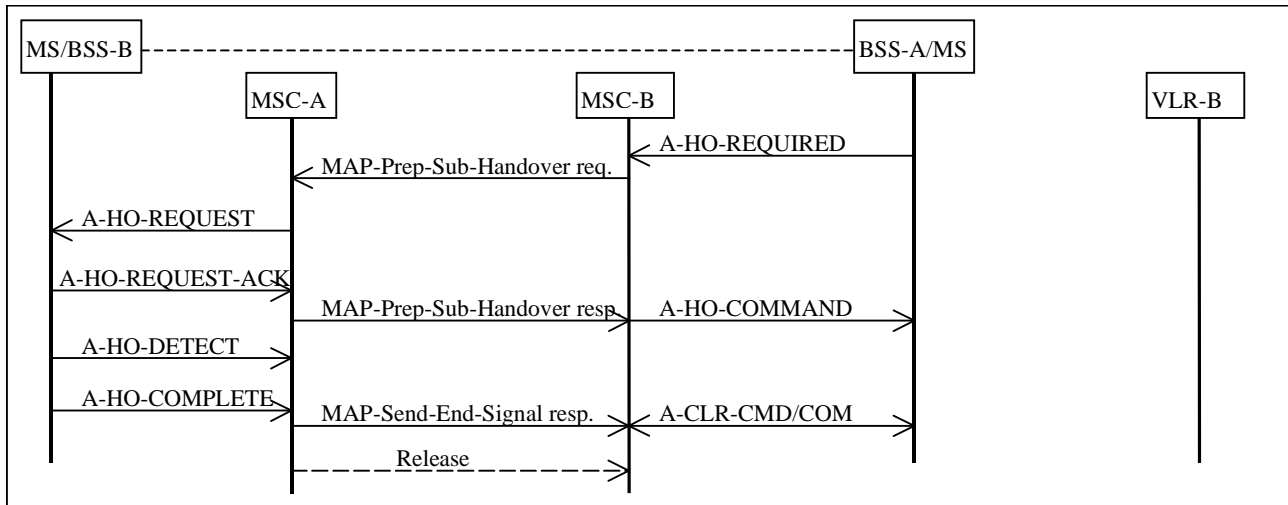 MS/BSS-B
BSS-A/MS
MSC-A
MSC-B
VLR-B
A-HO-REQUIRED
MAP-Prep-Sub-Handover req.
A-HO-REQUEST
A-HO-REQUEST-ACK
MAP-Prep-Sub-Handover resp.
A-HO-COMMAND
A-HO-DETECT
A-HO-COMPLETE
MAP-Send-End-Signal resp.
A-CLR-CMD/COM
Release